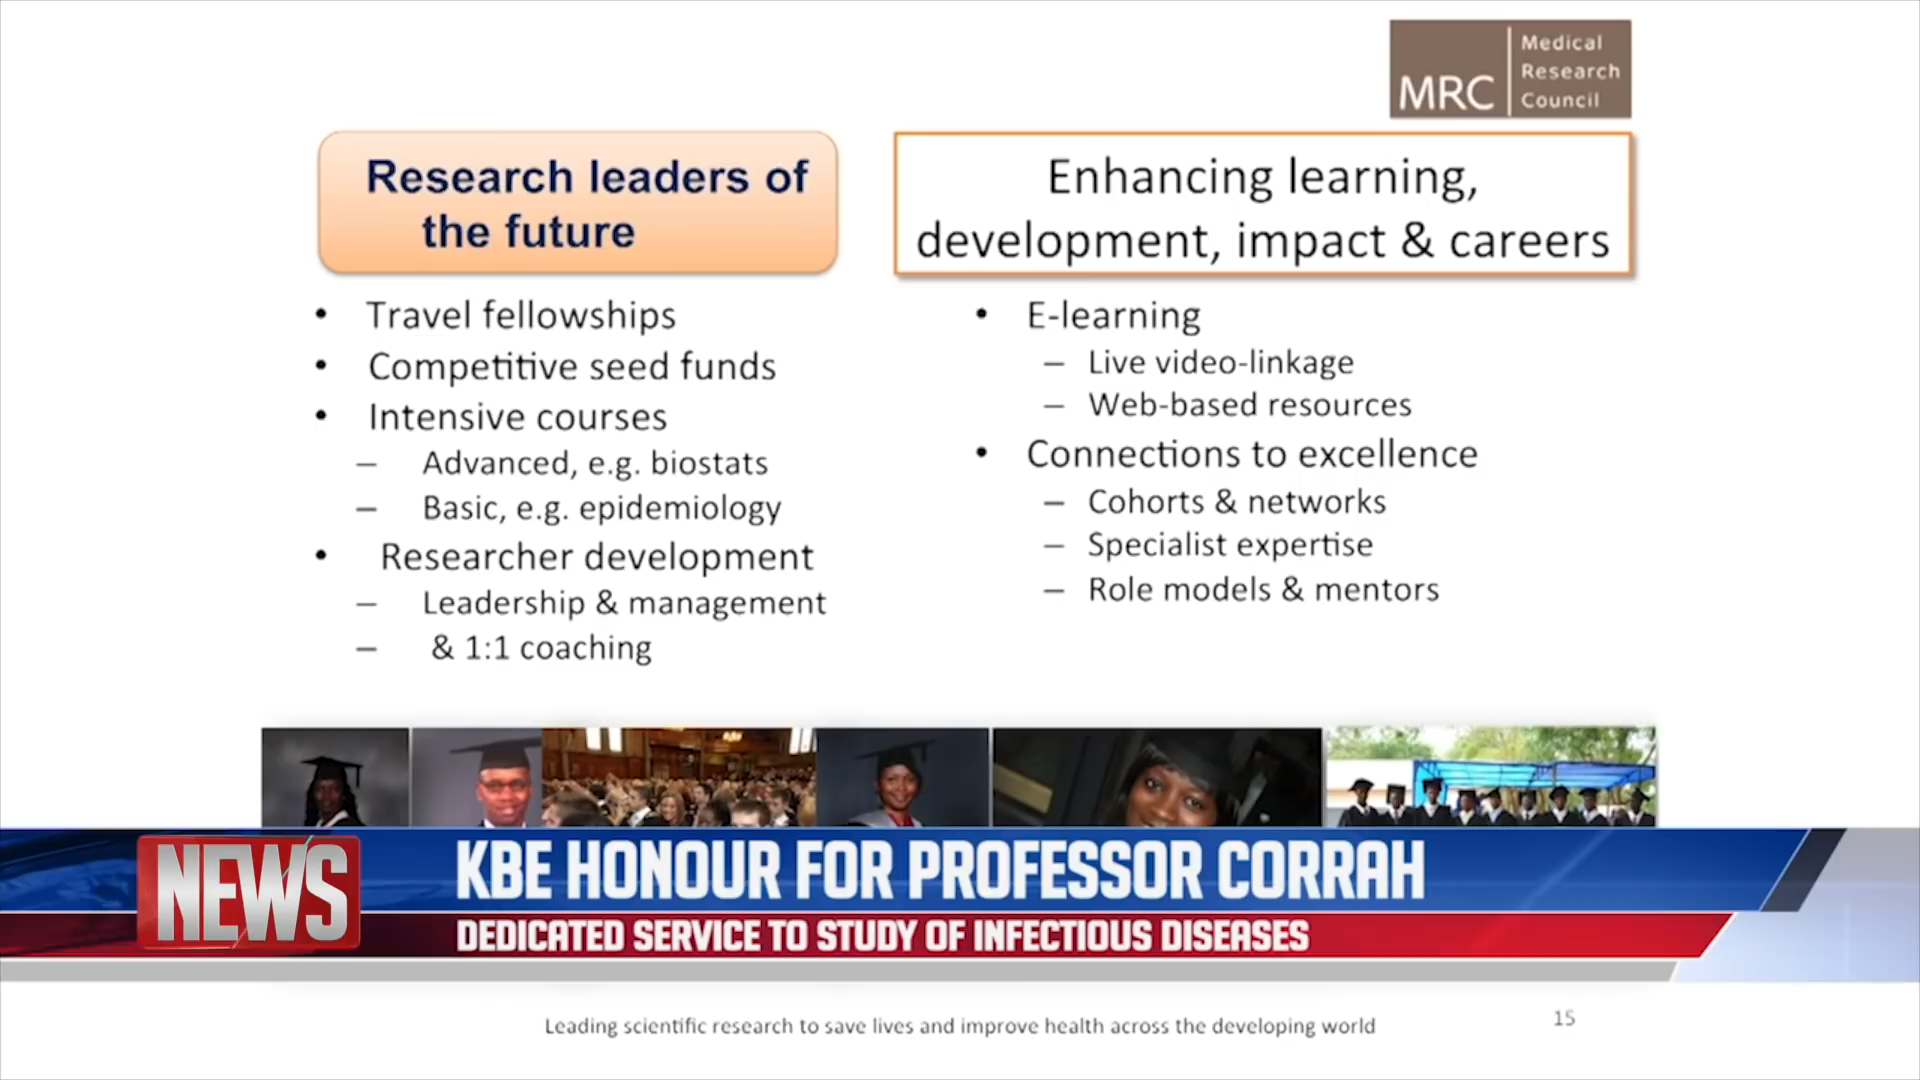 MRC
Medical
Research
Council
Research leaders of
the future
• Travel fellowships
• Competitive seed funds
• Intensive courses
– Advanced, e.g. biostats
– Basic, e.g. epidemiology
• Researcher development
– Leadership & management
– & 1:1 coaching
Enhancing learning,
development, impact & careers
• E-learning
– Live video-linkage
– Web-based resources
• Connections to excellence
– Cohorts & networks
– Specialist expertise
– Role models & mentors
NEWS
KBE HONOUR FOR PROFESSOR CORRAH
DEDICATED SERVICE TO STUDY OF INFECTIOUS DISEASES
Leading scientific research to save lives and improve health across the developing world
15